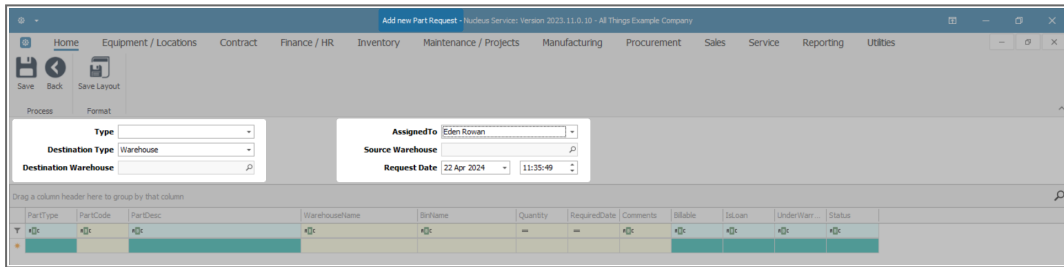 Add new Part Request - Nucleus Service: Version 2023.11.0.10 - All Things Example Company
Home Equipment / Locations Contract Finance / HR Inventory Maintenance / Projects Manufacturing Procurement Sales Service Reporting Utilities
Save Back Save Layout
Process Format
Type AssignedTo Eden Rowan
Destination Type Warehouse Source Warehouse
Destination Warehouse Request Date 22 Apr 2024 11:35:49
Drag a column header here to group by that column
PartType PartCode PartDesc WarehouseName BinName Quantity RequiredDate Comments Billable IsLoan UnderWarr... Status